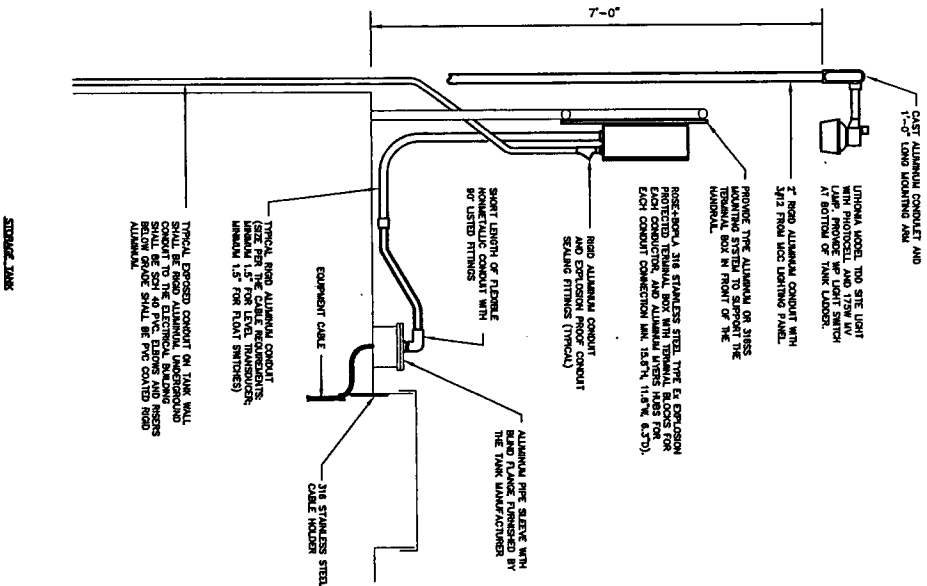 7'-0"
CAST ALUMINUM CONDULET AND
1'-0" LONG MOUNTING ARM
LITHONIA MODEL TDD SITE LIGHT
WITH PHOTOCELL AND 175W MV
LAMP. PROVIDE WP LIGHT SWITCH
AT BOTTOM OF TANK LADDER.
2" RIGID ALUMINUM CONDUIT WITH
3#12 FROM MCC LIGHTING PANEL.
PROVIDE TYPE ALUMINUM OR 316SS
MOUNTING SYSTEM TO SUPPORT THE
TERMINAL BOX IN FRONT OF THE
HANDRAIL.
ROSE+BOPLA 316 STAINLESS STEEL TYPE Ex EXPLOSION
PROTECTED TERMINAL BOX WITH TERMINAL BLOCKS FOR
EACH CONDUCTOR, AND ALUMINUM MYERS HUBS FOR
EACH CONDUIT CONNECTION MIN. 15.8"H, 11.8"W, 6.3"D).
RIGID ALUMINUM CONDUIT
AND EXPLOSION PROOF CONDUIT
SEALING FITTINGS (TYPICAL)
SHORT LENGTH OF FLEXIBLE
NONMETALLIC CONDUIT WITH
90° LISTED FITTINGS
ALUMINUM PIPE SLEEVE WITH
BLIND FLANGE FURNISHED BY
THE TANK MANUFACTURER
EQUIPMENT CABLE
316 STAINLESS STEEL
CABLE HOLDER
TYPICAL RIGID ALUMINUM CONDUIT
(SIZE PER THE CABLE REQUIREMENTS:
MINIMUM 1.5" FOR LEVEL TRANSDUCER;
MINIMUM 1.5" FOR FLOAT SWITCHES)
TYPICAL EXPOSED CONDUIT ON TANK WALL
SHALL BE RIGID ALUMINUM. UNDERGROUND
CONDUIT TO THE ELECTRICAL BUILDING
SHALL BE SCH 40 PVC. ELBOWS AND RISERS
BELOW GRADE SHALL BE PVC COATED RIGID
ALUMINUM.
STORAGE TANK